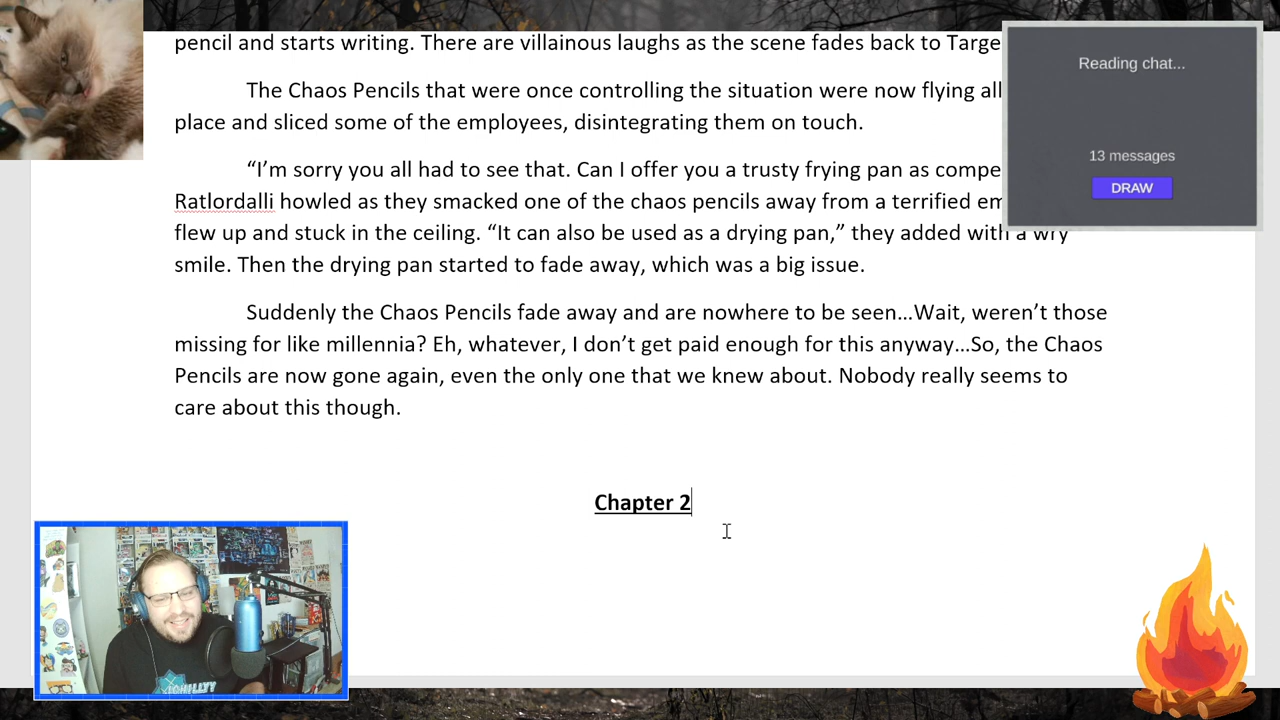 pencil and starts writing. There are villainous laughs as the scene fades back to Targe
The Chaos Pencils that were once controlling the situation were now flying all
place and sliced some of the employees, disintegrating them on touch.
“I’m sorry you all had to see that. Can I offer you a trusty frying pan as compe
Ratlordalli howled as they smacked one of the chaos pencils away from a terrified em
flew up and stuck in the ceiling. “It can also be used as a drying pan,” they added with a wry
smile. Then the drying pan started to fade away, which was a big issue.
Suddenly the Chaos Pencils fade away and are nowhere to be seen…Wait, weren’t those
missing for like millennia? Eh, whatever, I don’t get paid enough for this anyway…So, the Chaos
Pencils are now gone again, even the only one that we knew about. Nobody really seems to
care about this though.
Chapter 2
Reading chat...
13 messages
DRAW